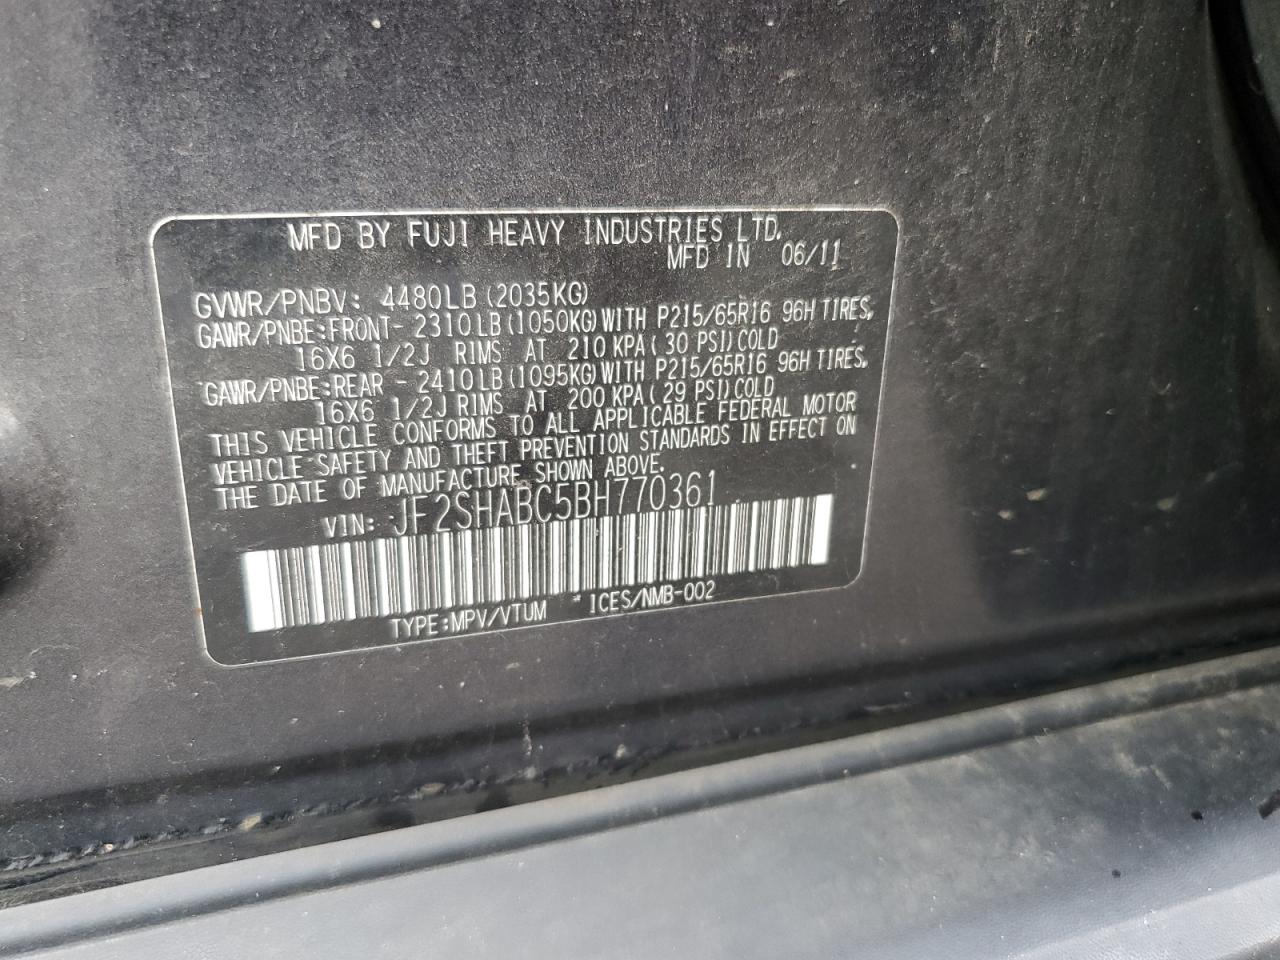 MFD BY FUJI HEAVY INDUSTRIES LTD.
MFD IN 06/11
GVWR/PNBV: 4480LB (2035KG)
GAWR/PNBE:FRONT- 2310LB(1050KG)WITH P215/65R16 96H TIRES,
16X6 1/2J RIMS AT 210 KPA(30 PSI)COLD
GAWR/PNBE:REAR - 2410LB(1095KG)WITH P215/65R16 96H TIRES,
16X6 1/2J RIMS AT 200 KPA(29 PSI)COLD
THIS VEHICLE CONFORMS TO ALL APPLICABLE FEDERAL MOTOR
VEHICLE SAFETY AND THEFT PREVENTION STANDARDS IN EFFECT ON
THE DATE OF MANUFACTURE SHOWN ABOVE.
VIN: JF2SHABC5BH770361
TYPE:MPV/VTUM * ICES/NMB-002